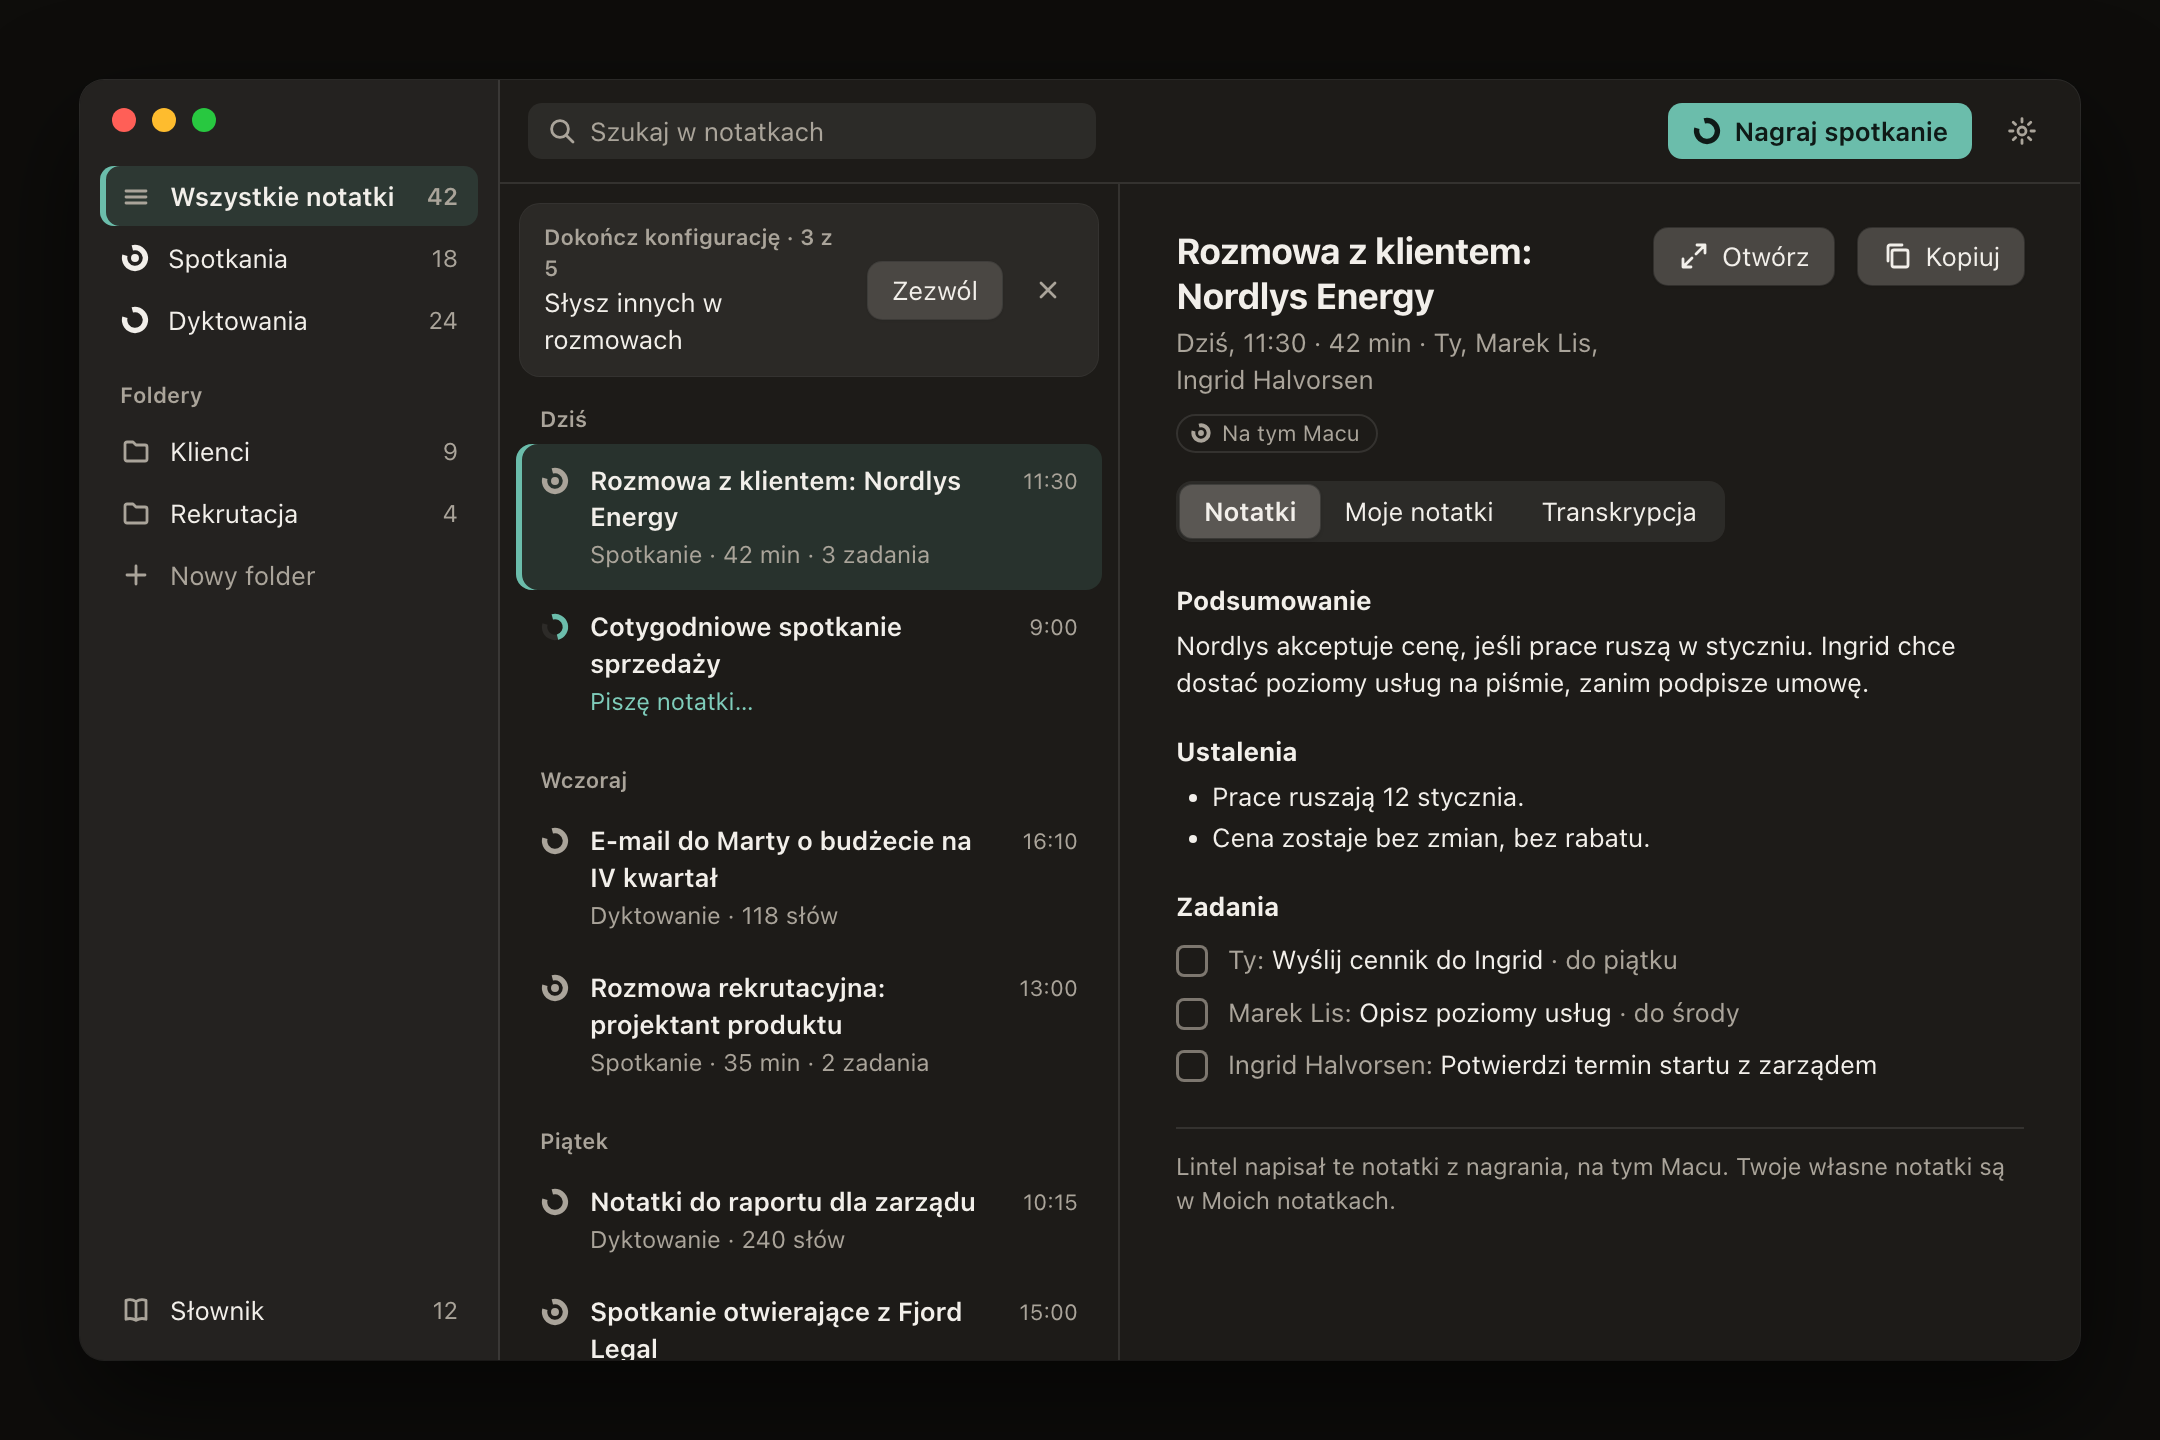 Wszystkie notatki 42
Spotkania 18
Dyktowania 24
Foldery
Klienci 9
Rekrutacja 4
Nowy folder
Słownik 12
Szukaj w notatkach
Nagraj spotkanie
Dokończ konfigurację · 3 z
5
Słysz innych w
rozmowach
Zezwól
Dziś
Rozmowa z klientem: Nordlys 11:30
Energy
Spotkanie · 42 min · 3 zadania
Cotygodniowe spotkanie 9:00
sprzedaży
Piszę notatki...
Wczoraj
E-mail do Marty o budżecie na 16:10
IV kwartał
Dyktowanie · 118 słów
Rozmowa rekrutacyjna: 13:00
projektant produktu
Spotkanie · 35 min · 2 zadania
Piątek
Notatki do raportu dla zarządu 10:15
Dyktowanie · 240 słów
Spotkanie otwierające z Fjord 15:00
Legal
Rozmowa z klientem:
Nordlys Energy
Otwórz
Kopiuj
Dziś, 11:30 · 42 min · Ty, Marek Lis,
Ingrid Halvorsen
Na tym Macu
Notatki Moje notatki Transkrypcja
Podsumowanie
Nordlys akceptuje cenę, jeśli prace ruszą w styczniu. Ingrid chce
dostać poziomy usług na piśmie, zanim podpisze umowę.
Ustalenia
• Prace ruszają 12 stycznia.
• Cena zostaje bez zmian, bez rabatu.
Zadania
Ty: Wyślij cennik do Ingrid · do piątku
Marek Lis: Opisz poziomy usług · do środy
Ingrid Halvorsen: Potwierdzi termin startu z zarządem
Lintel napisał te notatki z nagrania, na tym Macu. Twoje własne notatki są
w Moich notatkach.